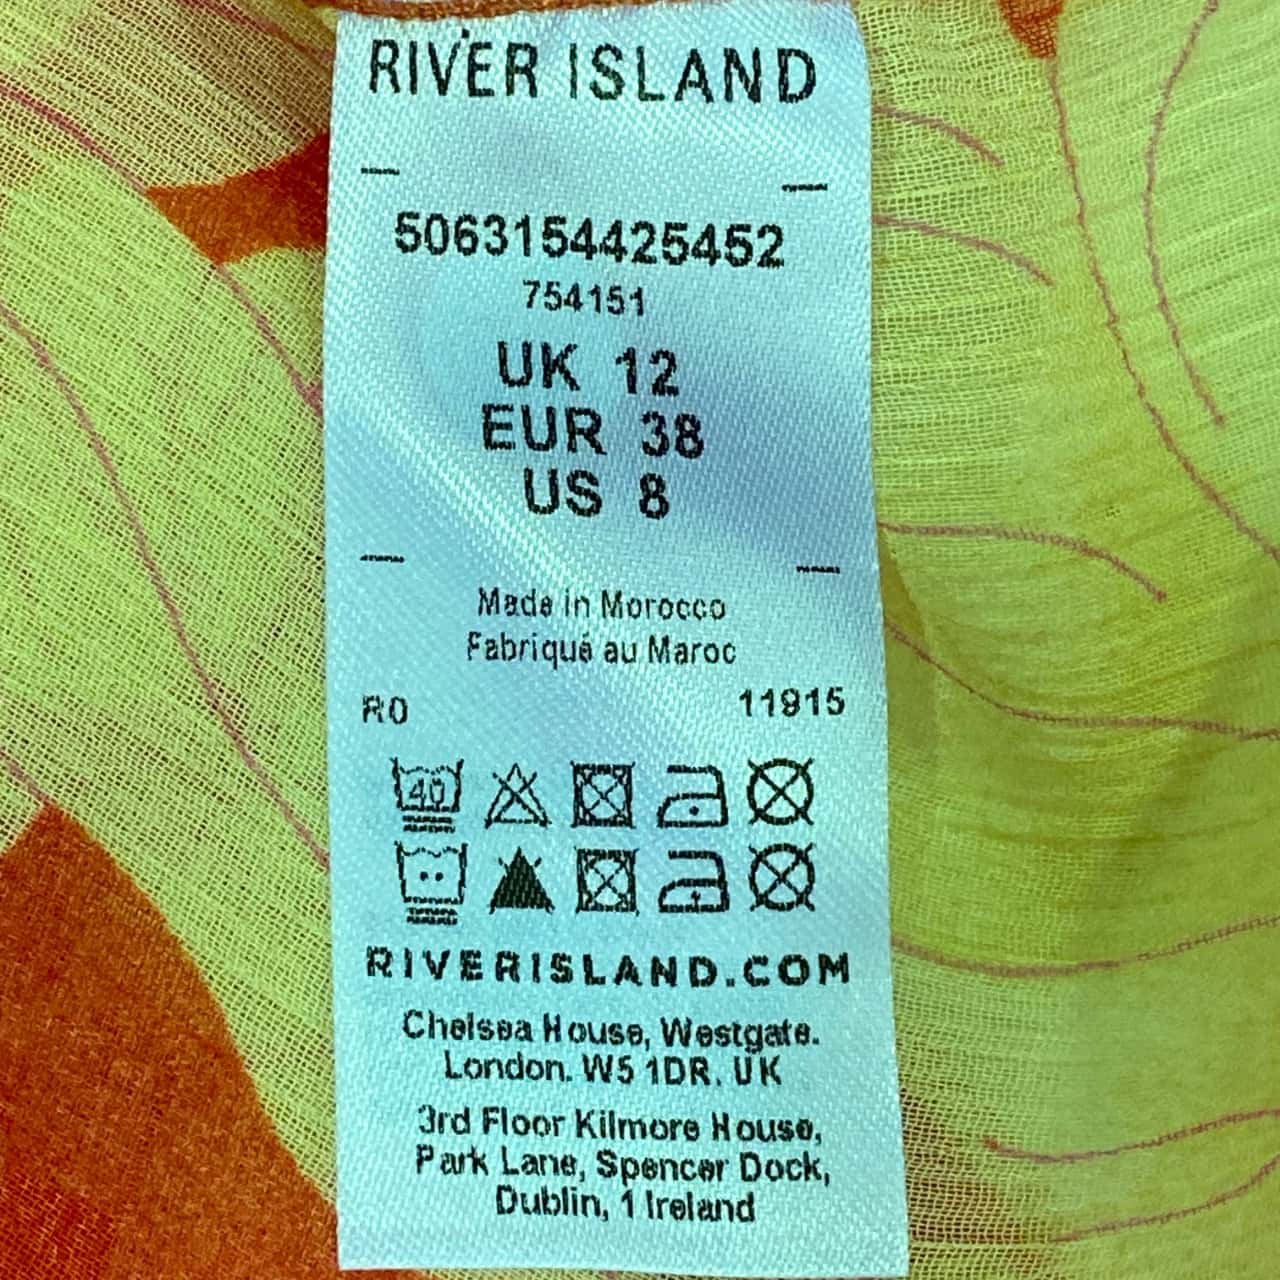 RIVER ISLAND
5063154425452
754151
UK 12
EUR 38
US 8
Made in Morocco
Fabriqué au Maroc
R0 11915
40
RIVERISLAND.COM
Chelsea House, Westgate.
London. W5 1DR. UK
3rd Floor Kilmore House,
Park Lane, Spencer Dock,
Dublin, 1 Ireland